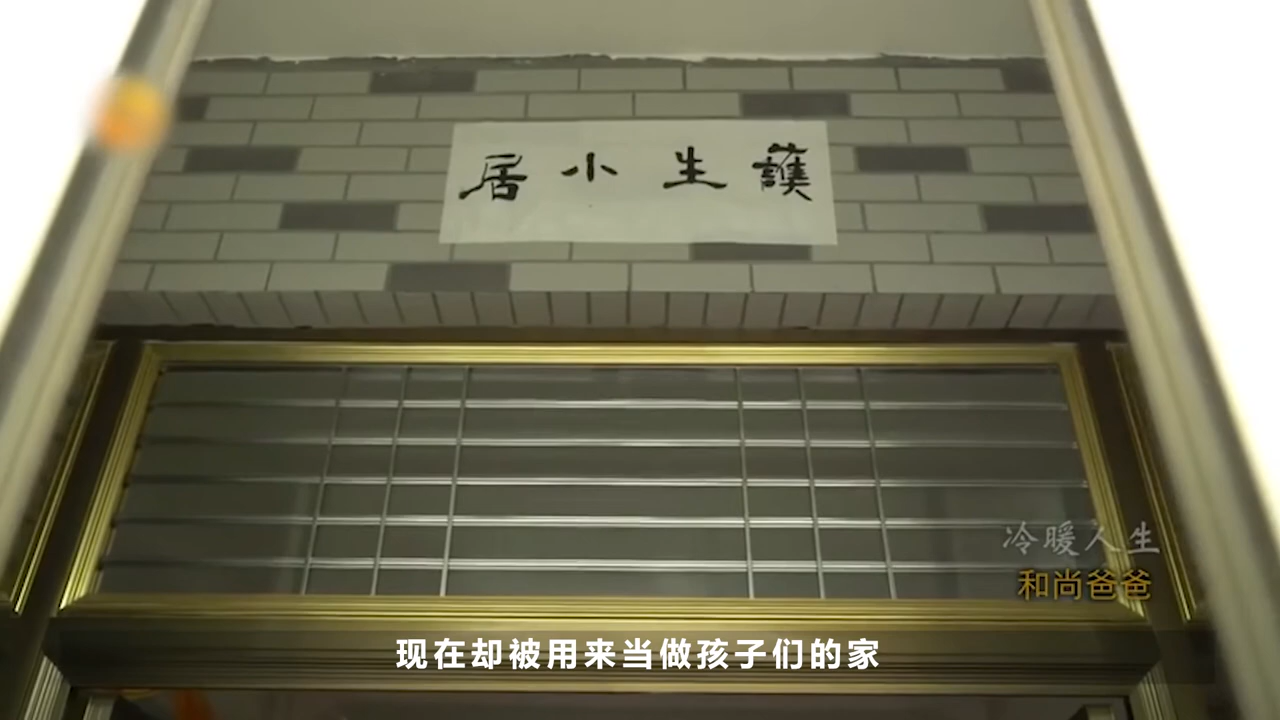 護生小居
冷暖人生
和尚爸爸
现在却被用来当做孩子们的家